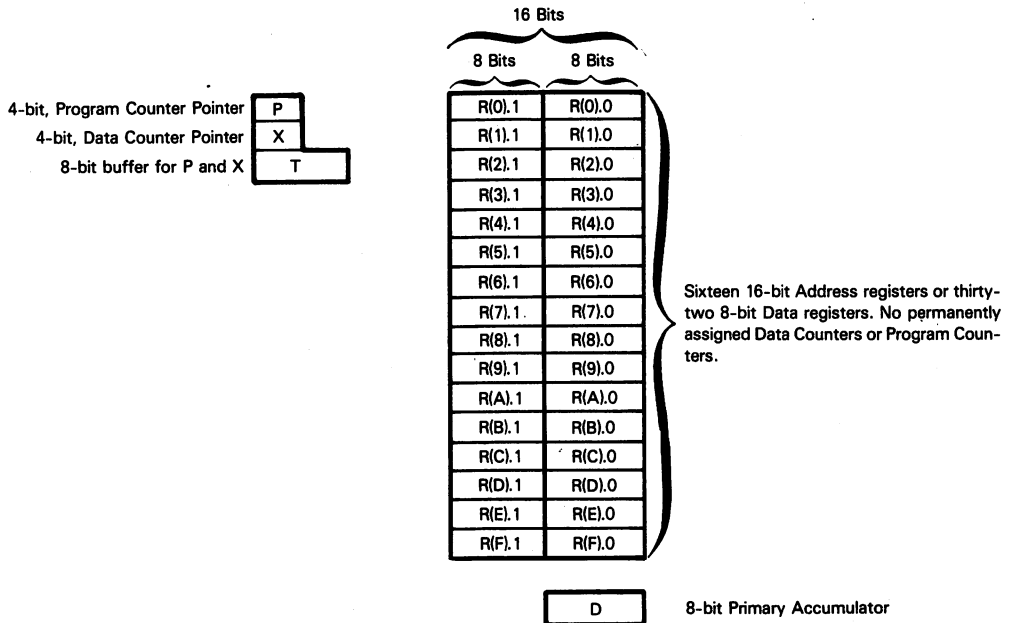 16 Bits
8 Bits 8 Bits
4-bit, Program Counter Pointer P
4-bit, Data Counter Pointer X
8-bit buffer for P and X T
R(0).1 R(0).0
R(1).1 R(1).0
R(2).1 R(2).0
R(3).1 R(3).0
R(4).1 R(4).0
R(5).1 R(5).0
R(6).1 R(6).0
R(7).1 R(7).0
R(8).1 R(8).0
R(9).1 R(9).0
R(A).1 R(A).0
R(B).1 R(B).0
R(C).1 R(C).0
R(D).1 R(D).0
R(E).1 R(E).0
R(F).1 R(F).0
Sixteen 16-bit Address registers or thirty-
two 8-bit Data registers. No permanently
assigned Data Counters or Program Coun-
ters.
D 8-bit Primary Accumulator